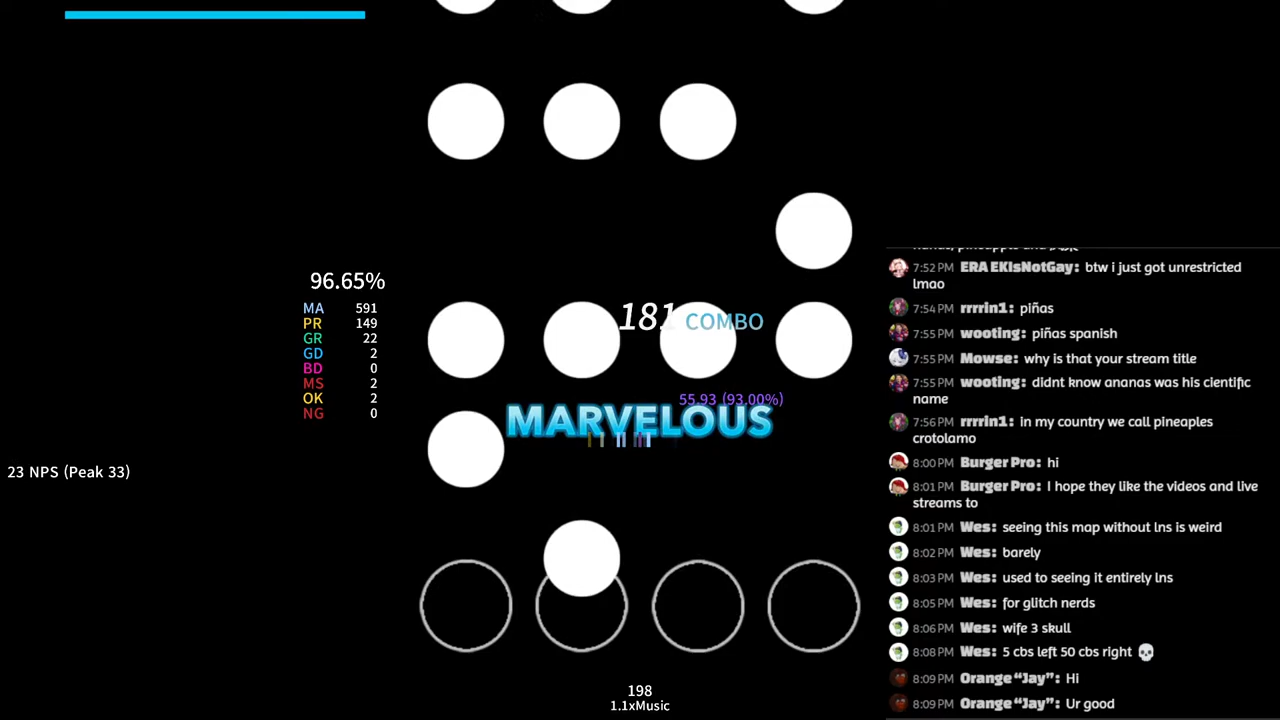 96.65%
MA 591
PR 149
GR 22
GD 2
BD 0
MS 2
OK 2
NG 0
23 NPS (Peak 33)
181 COMBO
55.93 (93.00%)
MARVELOUS
198
1.1xMusic
7:52 PM ERA EKIsNotGay: btw i just got unrestricted
lmao
7:54 PM rrrrin1: piñas
7:55 PM wooting: piñas spanish
7:55 PM Mowse: why is that your stream title
7:55 PM wooting: didnt know ananas was his cientific
name
7:56 PM rrrrin1: in my country we call pineaples
crotolamo
8:00 PM Burger Pro: hi
8:01 PM Burger Pro: I hope they like the videos and live
streams to
8:01 PM Wes: seeing this map without lns is weird
8:02 PM Wes: barely
8:03 PM Wes: used to seeing it entirely lns
8:05 PM Wes: for glitch nerds
8:06 PM Wes: wife 3 skull
8:08 PM Wes: 5 cbs left 50 cbs right 💀
8:09 PM Orange “Jay”: Hi
8:09 PM Orange “Jay”: Ur good